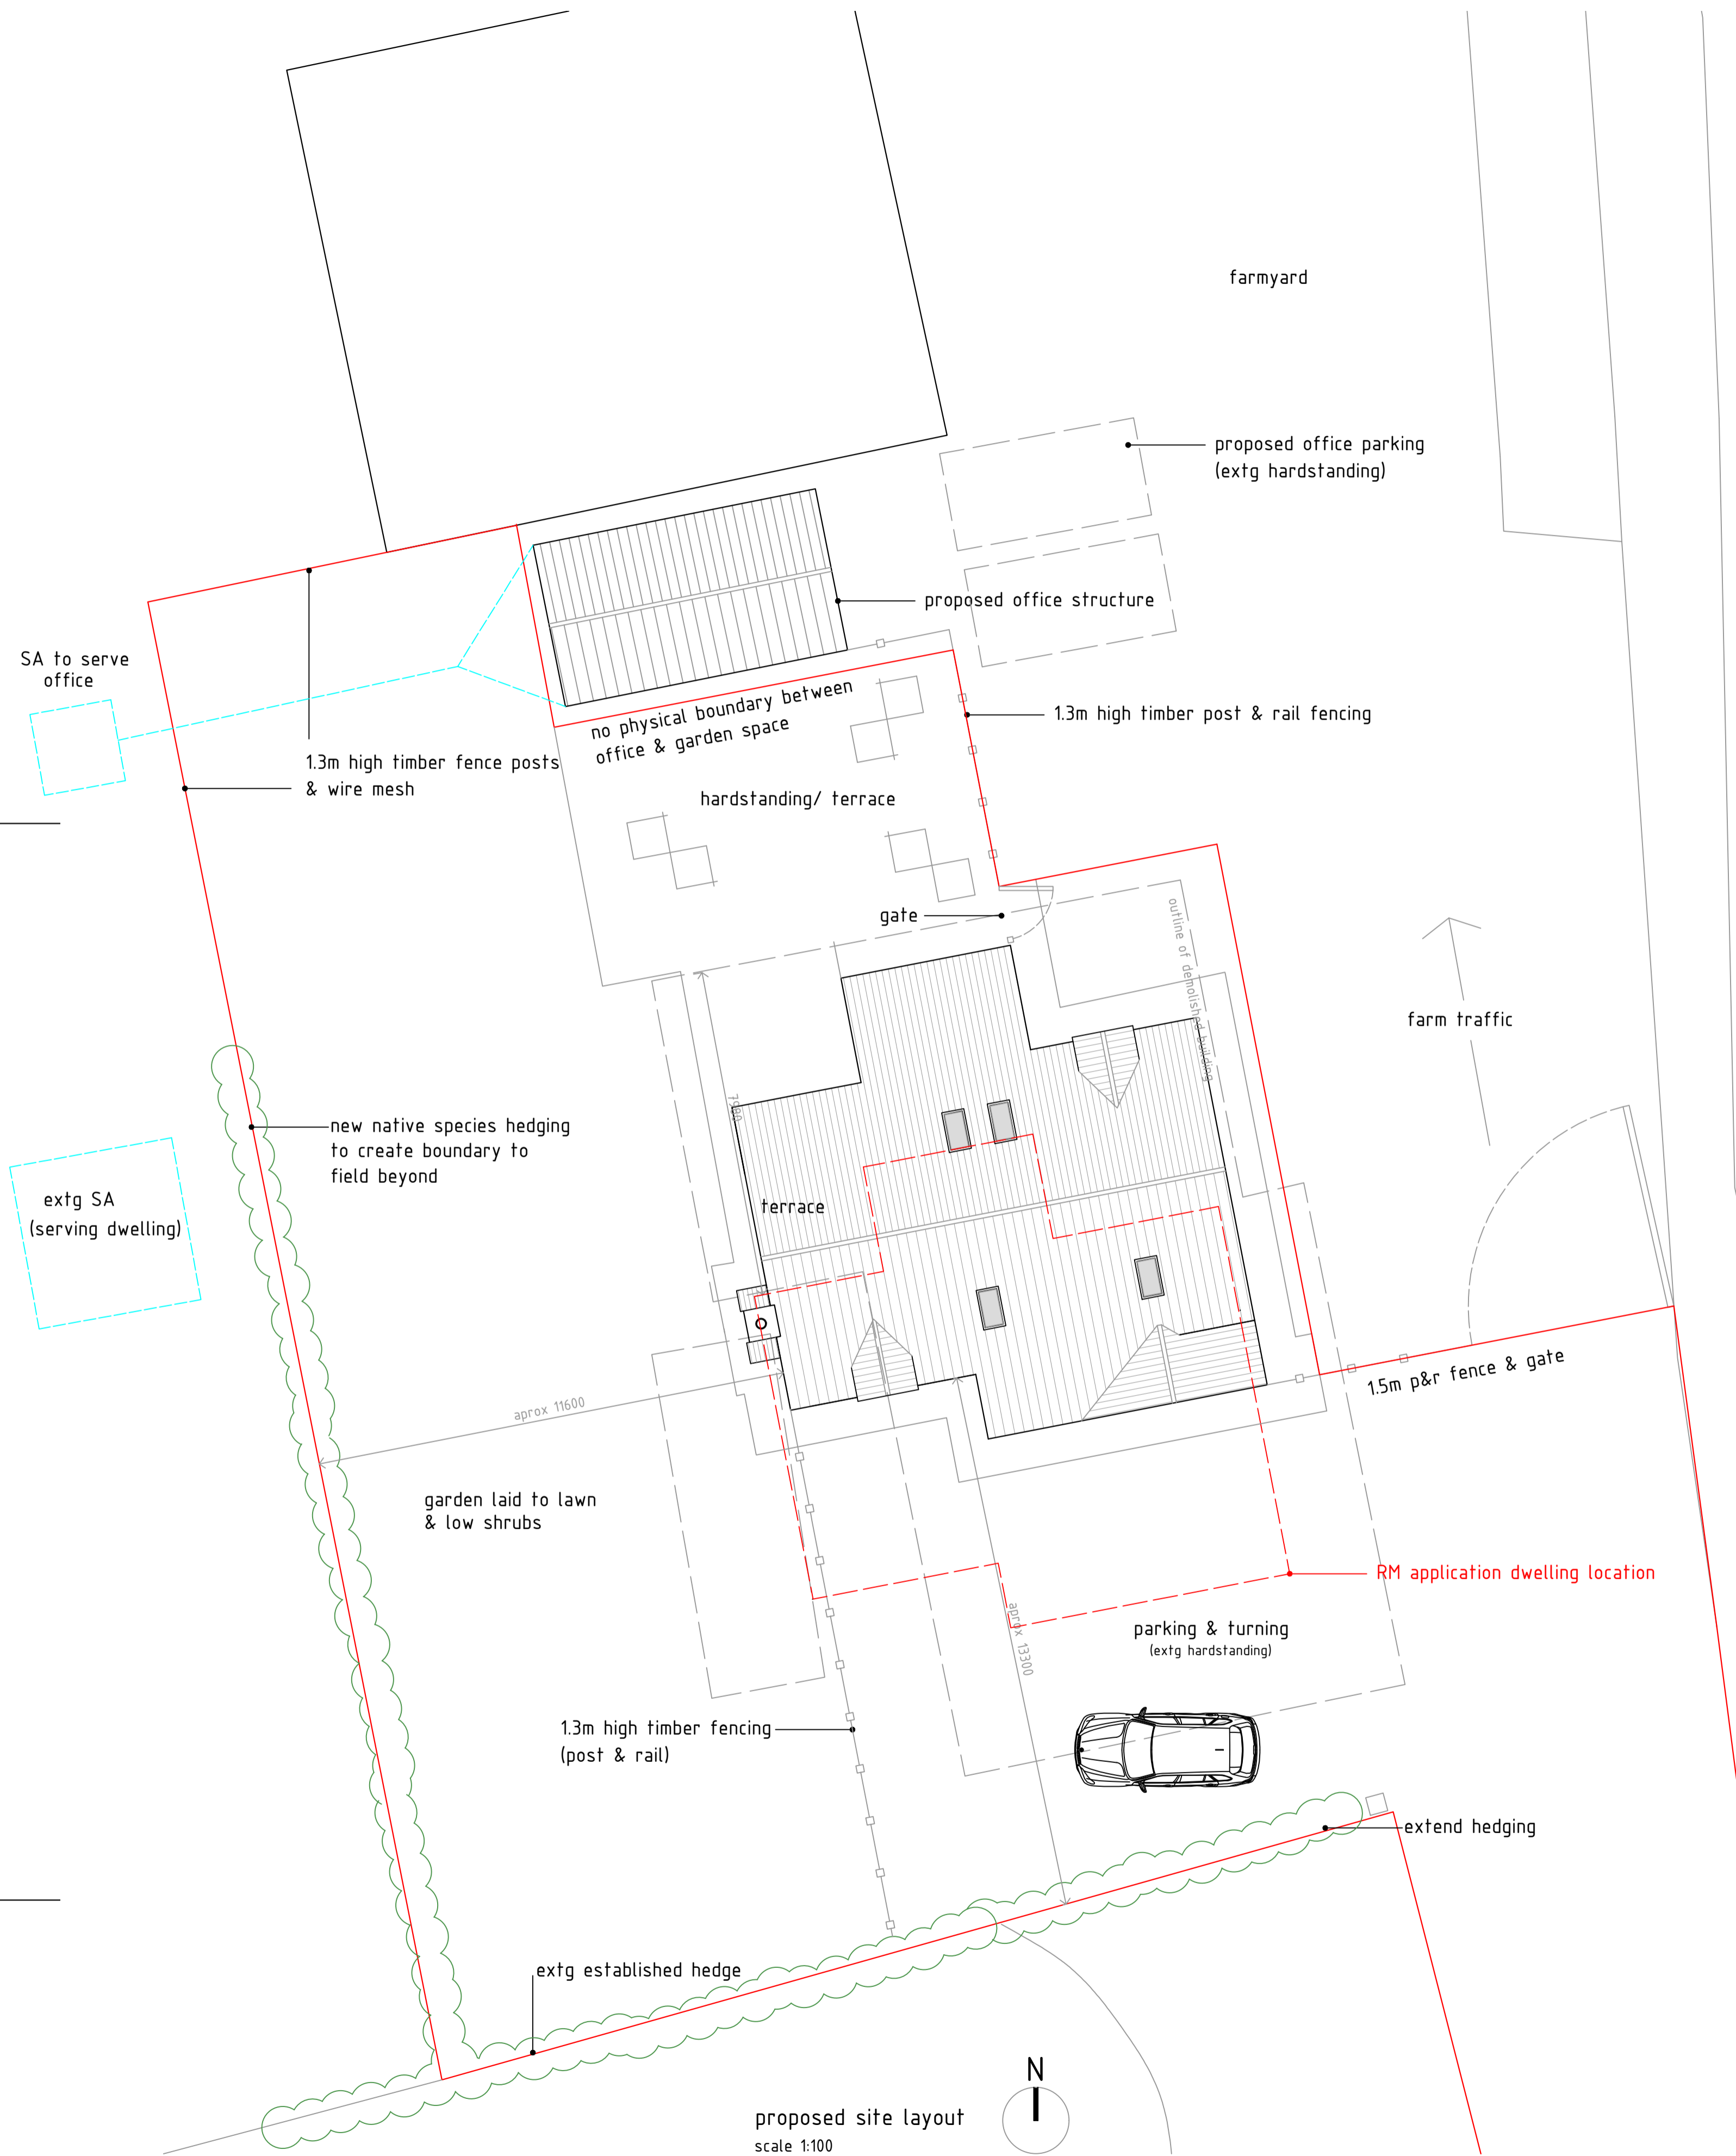 farmyard
proposed office parking
(extg hardstanding)
proposed office structure
SA to serve
office
no physical boundary between
office & garden space
1.3m high timber post & rail fencing
1.3m high timber fence posts
& wire mesh
hardstanding/ terrace
gate
outline of demolished building
farm traffic
7980
new native species hedging
to create boundary to
field beyond
extg SA
(serving dwelling)
terrace
aprox 11600
1.5m p&r fence & gate
garden laid to lawn
& low shrubs
RM application dwelling location
aprox 13300
parking & turning
(extg hardstanding)
1.3m high timber fencing
(post & rail)
extend hedging
extg established hedge
N
proposed site layout
scale 1:100